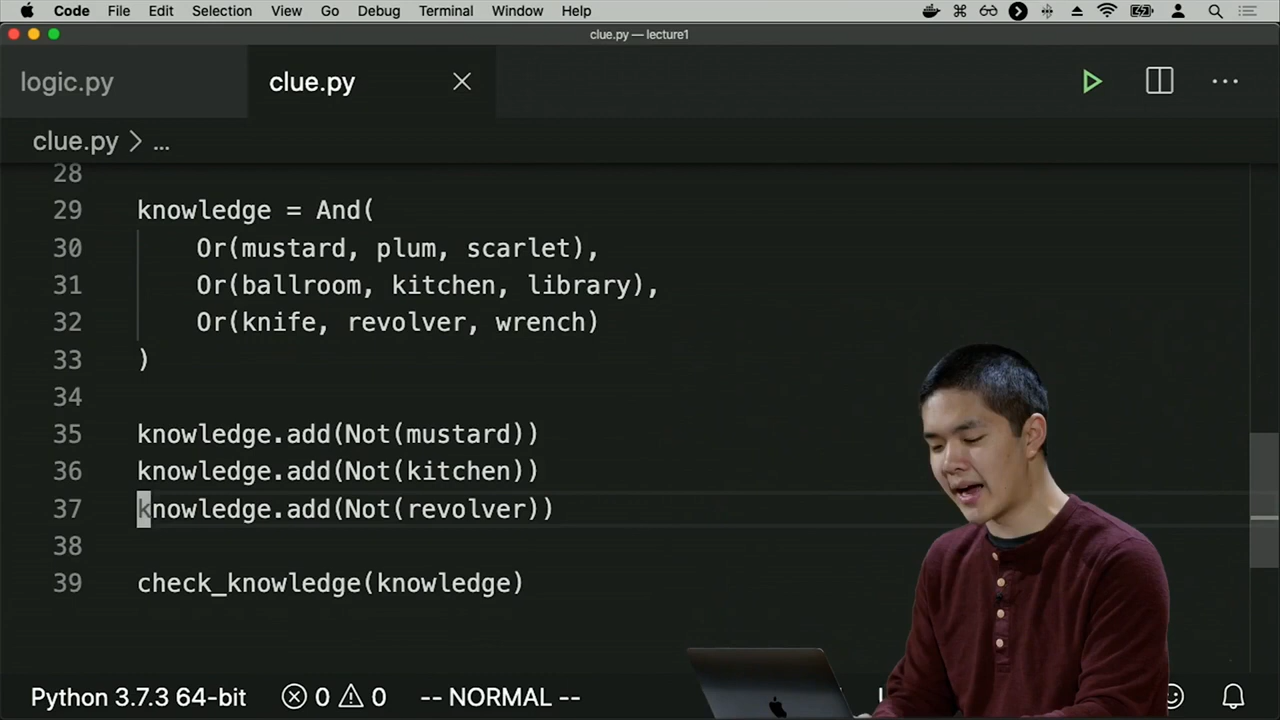 Code File Edit Selection View Go Debug Terminal Window Help
clue.py — lecture1
logic.py clue.py
clue.py > ...
28
29 knowledge = And(
30 Or(mustard, plum, scarlet),
31 Or(ballroom, kitchen, library),
32 Or(knife, revolver, wrench)
33 )
34
35 knowledge.add(Not(mustard))
36 knowledge.add(Not(kitchen))
37 knowledge.add(Not(revolver))
38
39 check_knowledge(knowledge)
Python 3.7.3 64-bit 0 0 -- NORMAL --